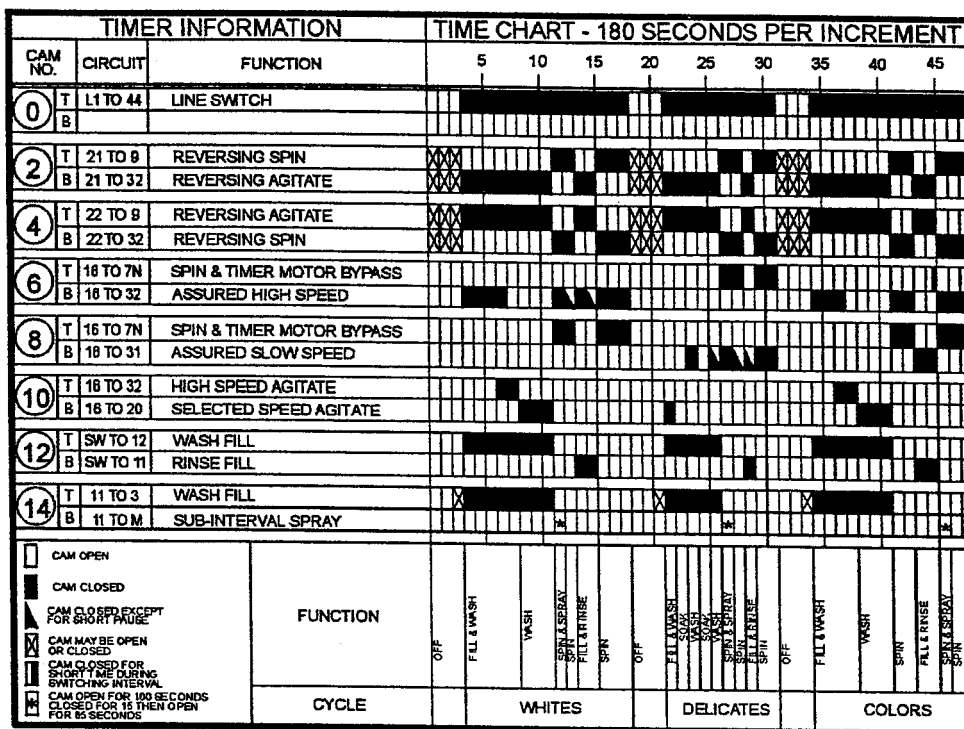 TIMER INFORMATION TIME CHART - 180 SECONDS PER INCREMENT
CAM NO. CIRCUIT FUNCTION 5 10 15 20 25 30 35 40 45
0 T L1 TO 44 LINE SWITCH
B
2 T 21 TO 9 REVERSING SPIN
B 21 TO 32 REVERSING AGITATE
4 T 22 TO 9 REVERSING AGITATE
B 22 TO 32 REVERSING SPIN
6 T 16 TO 7N SPIN & TIMER MOTOR BYPASS
B 16 TO 32 ASSURED HIGH SPEED
8 T 16 TO 7N SPIN & TIMER MOTOR BYPASS
B 16 TO 31 ASSURED SLOW SPEED
10 T 16 TO 32 HIGH SPEED AGITATE
B 16 TO 20 SELECTED SPEED AGITATE
12 T SW TO 12 WASH FILL
B SW TO 11 RINSE FILL
14 T 11 TO 3 WASH FILL
B 11 TO M SUB-INTERVAL SPRAY * * *
CAM OPEN
CAM CLOSED
CAM CLOSED EXCEPT
FOR SHORT PAUSE
CAM MAY BE OPEN
OR CLOSED
CAM CLOSED FOR
SHORT TIME DURING
SWITCHING INTERVAL
* CAM OPEN FOR 100 SECONDS
CLOSED FOR 15 THEN OPEN
FOR 65 SECONDS
FUNCTION
OFF
FILL & WASH
WASH
SPIN & SPRAY
SPIN
FILL & RINSE
SPIN
OFF
FILL & WASH
SOAK
WASH
SOAK
WASH
SPIN & SPRAY
SPIN
FILL & RINSE
SPIN
OFF
FILL & WASH
WASH
SPIN
FILL & RINSE
SPIN & SPRAY
SPIN
CYCLE WHITES DELICATES COLORS